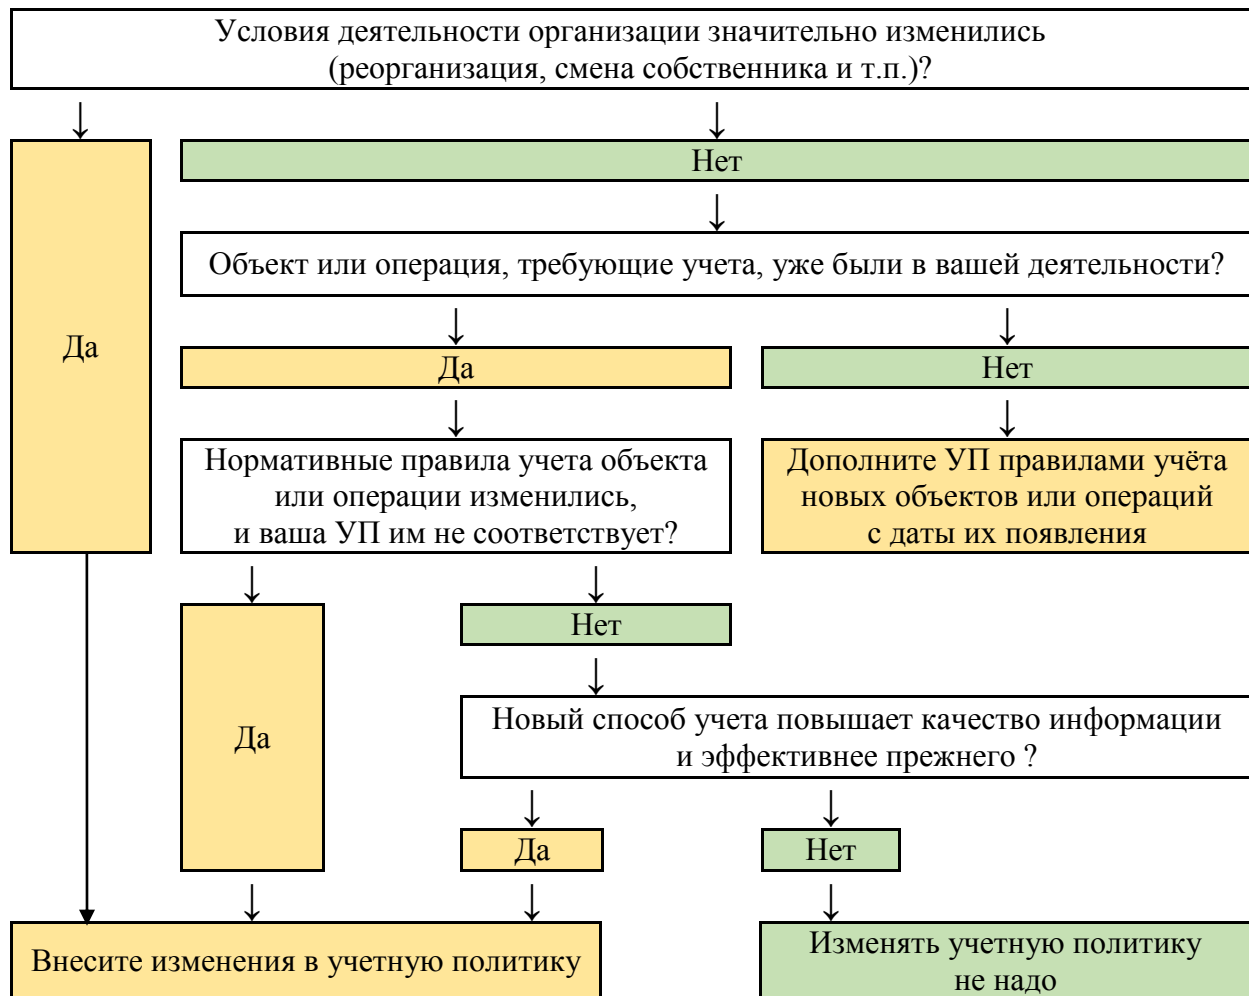 Условия деятельности организации значительно изменились
(реорганизация, смена собственника и т.п.)?
↓
↓
Да
Нет
↓
Объект или операция, требующие учета, уже были в вашей деятельности?
↓
↓
Да
Нет
↓
↓
Нормативные правила учета объекта
или операции изменились,
и ваша УП им не соответствует?
Дополните УП правилами учёта
новых объектов или операций
с даты их появления
↓
↓
Да
Нет
↓
Новый способ учета повышает качество информации
и эффективнее прежнего ?
↓
↓
Да
Нет
↓
↓
↓
Внесите изменения в учетную политику
Изменять учетную политику
не надо